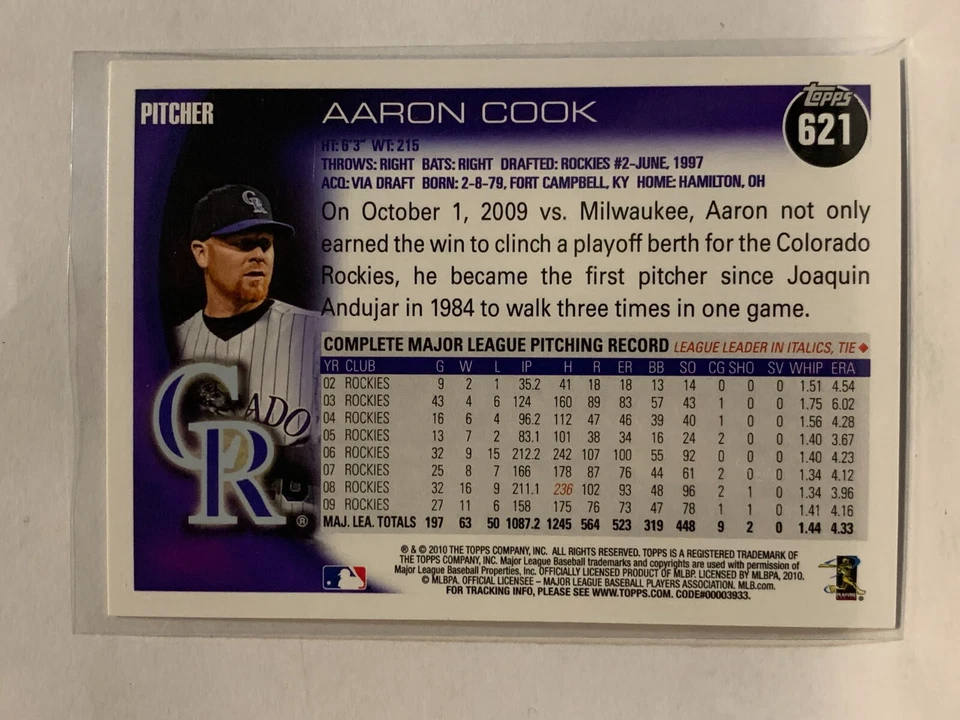 PITCHER
AARON COOK
Topps
621
HT: 6'3" WT: 215
THROWS: RIGHT BATS: RIGHT DRAFTED: ROCKIES #2-JUNE, 1997
ACQ: VIA DRAFT BORN: 2-8-79, FORT CAMPBELL, KY HOME: HAMILTON, OH
On October 1, 2009 vs. Milwaukee, Aaron not only
earned the win to clinch a playoff berth for the Colorado
Rockies, he became the first pitcher since Joaquin
Andujar in 1984 to walk three times in one game.
COMPLETE MAJOR LEAGUE PITCHING RECORD LEAGUE LEADER IN ITALICS, TIE ◆
YR CLUB G W L IP H R ER BB SO CG SHO SV WHIP ERA
02 ROCKIES 9 2 1 35.2 41 18 18 13 14 0 0 0 1.51 4.54
03 ROCKIES 43 4 6 124 160 89 83 57 43 1 0 0 1.75 6.02
04 ROCKIES 16 6 4 96.2 112 47 46 39 40 1 0 0 1.56 4.28
05 ROCKIES 13 7 2 83.1 101 38 34 16 24 2 0 0 1.40 3.67
06 ROCKIES 32 9 15 212.2 242 107 100 55 92 0 0 0 1.40 4.23
07 ROCKIES 25 8 7 166 178 87 76 44 61 2 0 0 1.34 4.12
08 ROCKIES 32 16 9 211.1 236 102 93 48 96 2 1 0 1.34 3.96
09 ROCKIES 27 11 6 158 175 76 73 47 78 1 1 0 1.41 4.16
MAJ. LEA. TOTALS 197 63 50 1087.2 1245 564 523 319 448 9 2 0 1.44 4.33
CR
ADO
CR ®
® & © 2010 THE TOPPS COMPANY, INC. ALL RIGHTS RESERVED. TOPPS IS A REGISTERED TRADEMARK OF
THE TOPPS COMPANY, INC. Major League Baseball trademarks and copyrights are used with permission of
Major League Baseball Properties, Inc. OFFICIALLY LICENSED PRODUCT OF MLBP. LICENSED BY MLBPA, 2010.
© MLBPA. OFFICIAL LICENSEE – MAJOR LEAGUE BASEBALL PLAYERS ASSOCIATION. MLB.com.
FOR TRACKING INFO, PLEASE SEE WWW.TOPPS.COM. CODE#00003933.
PLAYERS